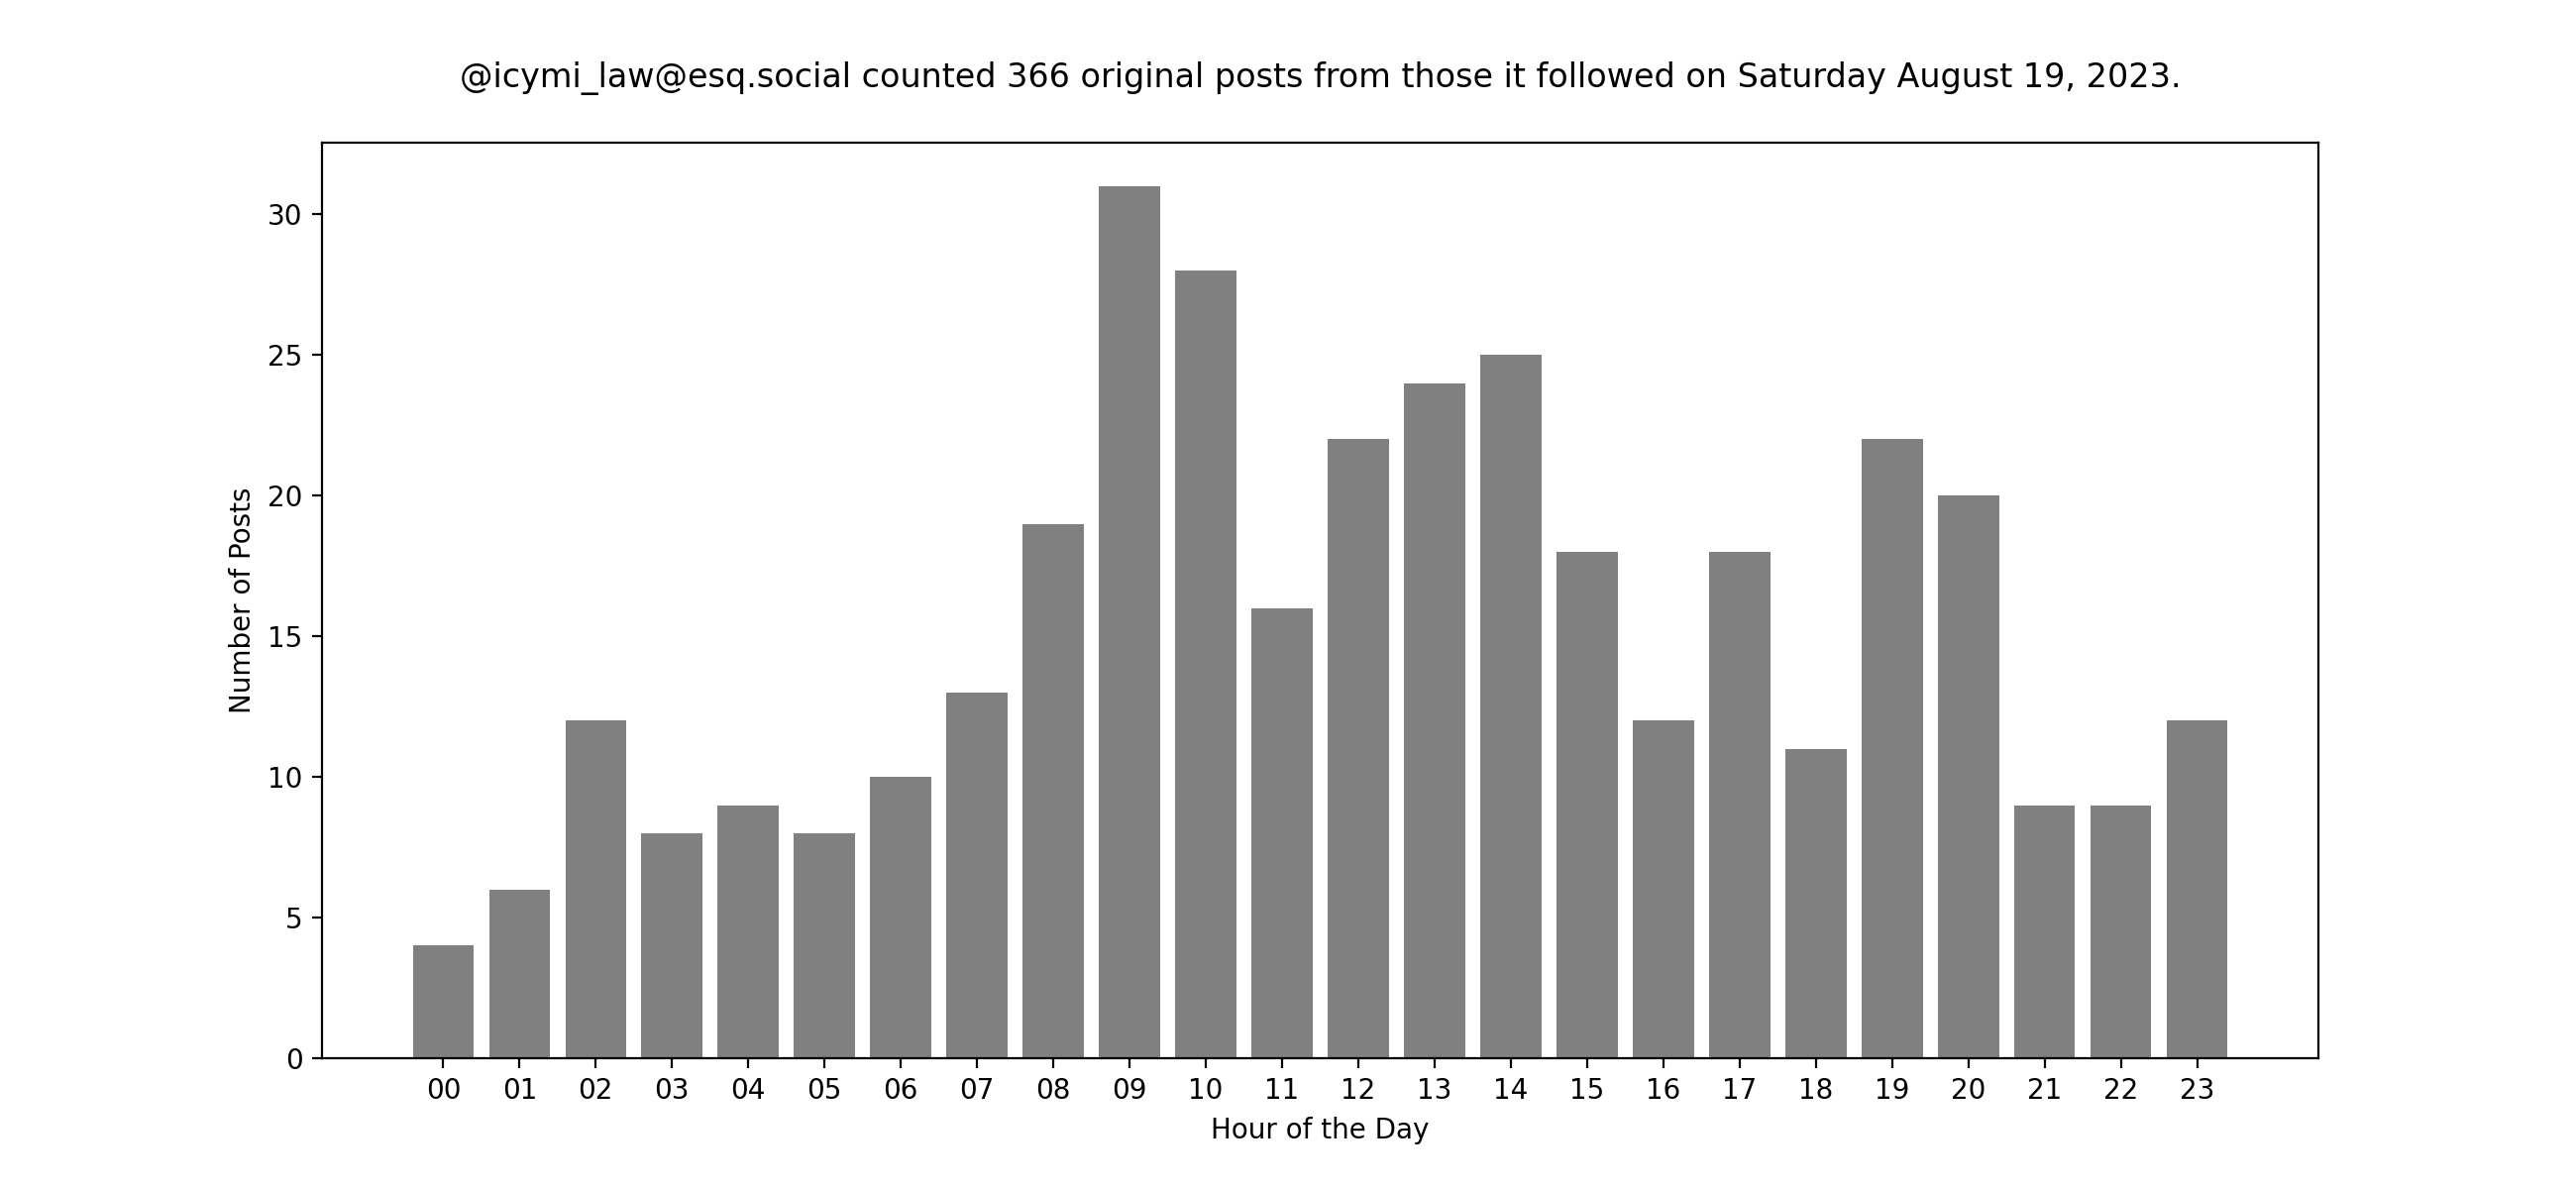 @icymi_law@esq.social counted 366 original posts from those it followed on Saturday August 19, 2023.
30
25
20
15
10
5
0
Number of Posts
00 01 02 03 04 05 06 07 08 09 10 11 12 13 14 15 16 17 18 19 20 21 22 23
Hour of the Day